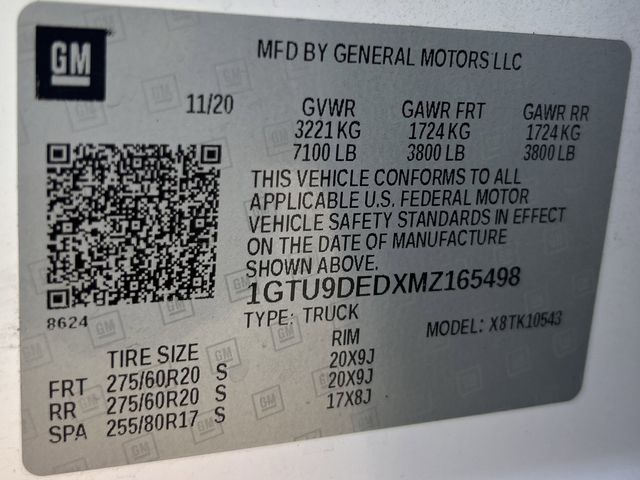 GM
MFD BY GENERAL MOTORS LLC
11/20 GVWR GAWR FRT GAWR RR
3221 KG 1724 KG 1724 KG
7100 LB 3800 LB 3800 LB
THIS VEHICLE CONFORMS TO ALL
APPLICABLE U.S. FEDERAL MOTOR
VEHICLE SAFETY STANDARDS IN EFFECT
ON THE DATE OF MANUFACTURE
SHOWN ABOVE.
1GTU9DEDXMZ165498
8624
TYPE: TRUCK MODEL: X8TK10543
TIRE SIZE RIM
FRT 275/60R20 S 20X9J
RR 275/60R20 S 20X9J
SPA 255/80R17 S 17X8J